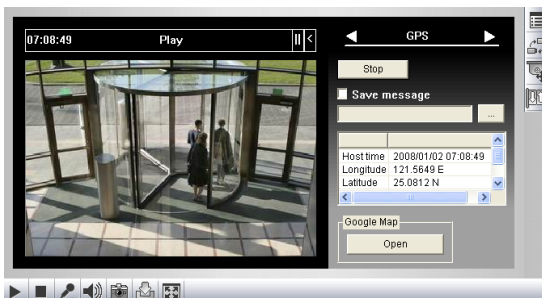 07:08:49 Play || <
GPS
Stop
Save message
...
Host time 2008/01/02 07:08:49
Longitude 121.5649 E
Latitude 25.0812 N
Google Map
Open